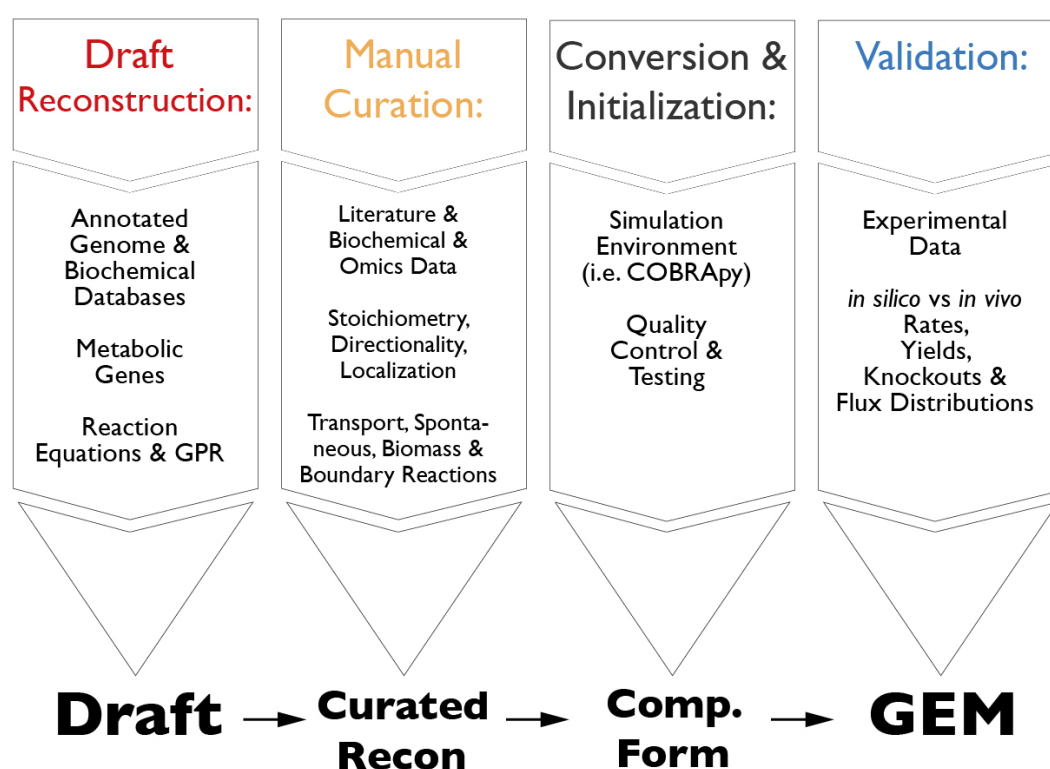 Draft
Reconstruction:
Annotated
Genome &
Biochemical
Databases
Metabolic
Genes
Reaction
Equations & GPR
Manual
Curation:
Literature &
Biochemical &
Omics Data
Stoichiometry,
Directionality,
Localization
Transport, Sponta-
neous, Biomass &
Boundary Reactions
Conversion &
Initialization:
Simulation
Environment
(i.e. COBRApy)
Quality
Control &
Testing
Validation:
Experimental
Data
in silico vs in vivo
Rates,
Yields,
Knockouts &
Flux Distributions
Draft
Curated
Recon
Comp.
Form
GEM